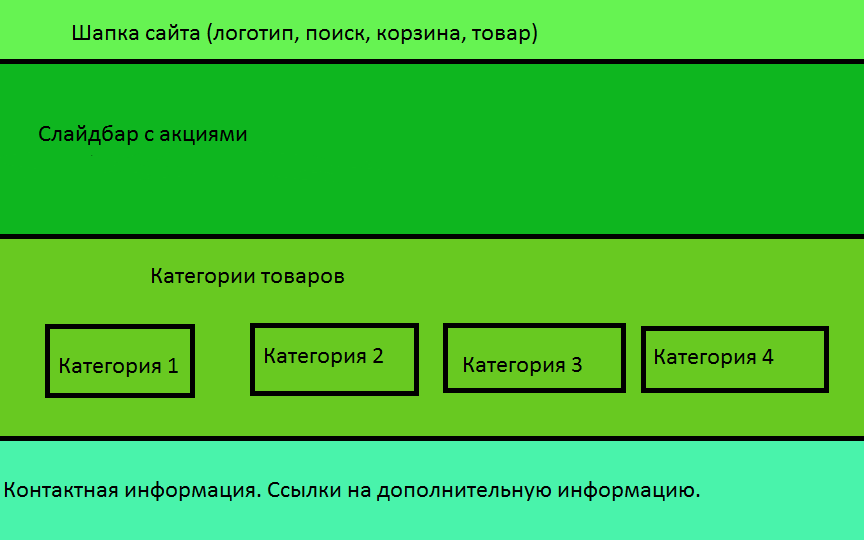 Шапка сайта (логотип, поиск, корзина, товар)
Слайдбар с акциями
Категории товаров
Категория 1
Категория 2
Категория 3
Категория 4
Контактная информация. Ссылки на дополнительную информацию.